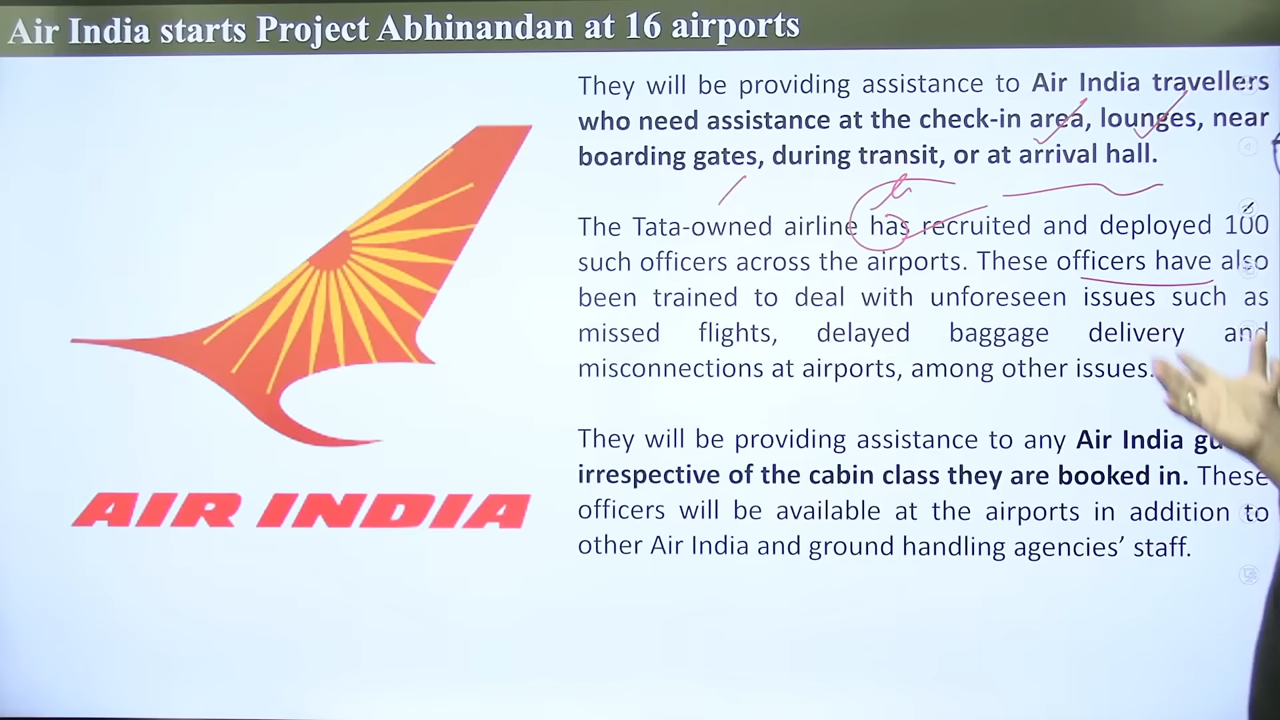 Air India starts Project Abhinandan at 16 airports
They will be providing assistance to Air India travellers
who need assistance at the check-in area, lounges, near
boarding gates, during transit, or at arrival hall.
The Tata-owned airline has recruited and deployed 100
such officers across the airports. These officers have also
been trained to deal with unforeseen issues such as
missed flights, delayed baggage delivery and
misconnections at airports, among other issues.
They will be providing assistance to any Air India
irrespective of the cabin class they are booked in. These
officers will be available at the airports in addition to
other Air India and ground handling agencies’ staff.
AIR INDIA